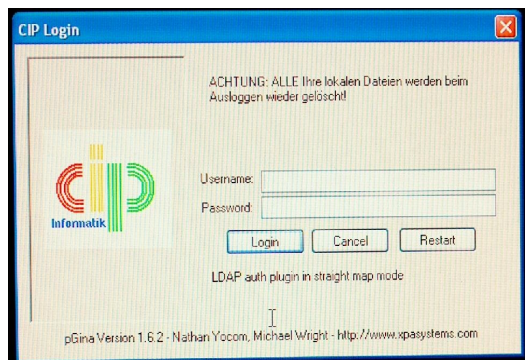 CIP Login
ACHTUNG: ALLE Ihre lokalen Dateien werden beim
Ausloggen wieder gelöscht!
cip
Informatik
Username:
Password:
Login Cancel Restart
LDAP auth plugin in straight map mode
pGina Version 1.6.2 - Nathan Yocom, Michael Wright - http://www.xpasystems.com